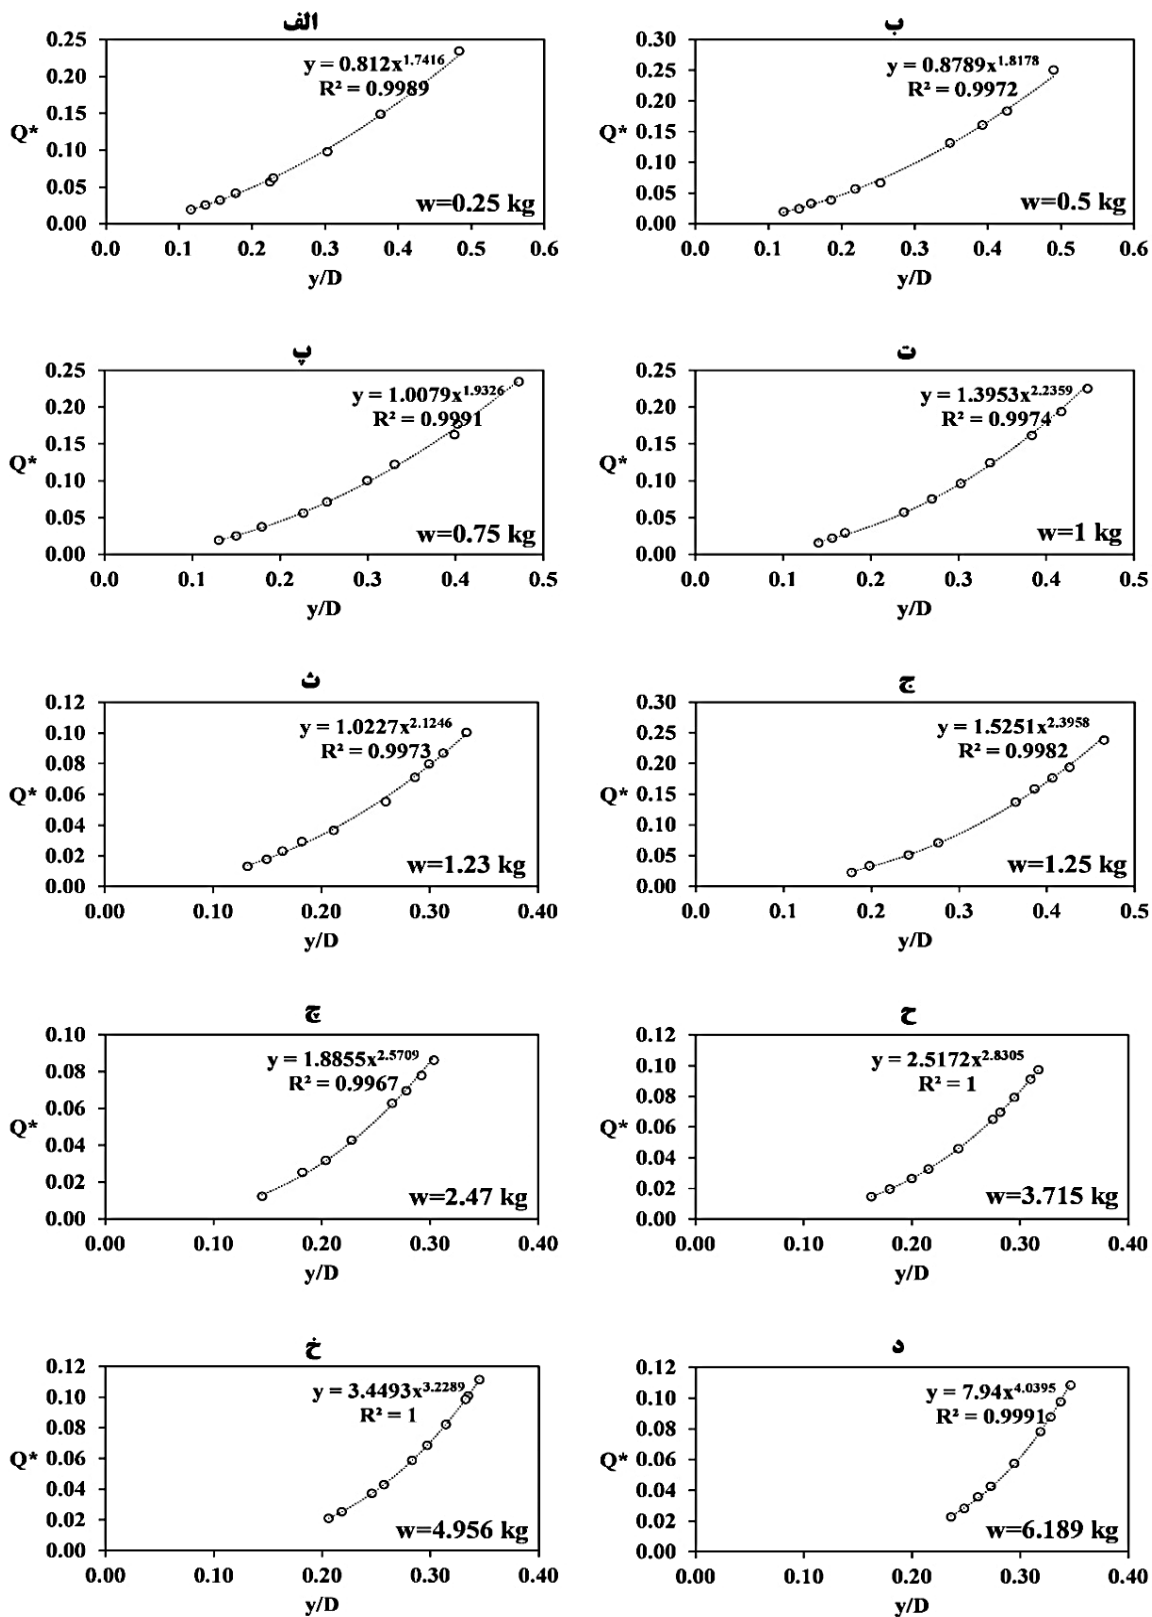 الف
0.25
0.20
0.15
0.10
0.05
0.00
Q*
y = 0.812x^1.7416
R² = 0.9989
w=0.25 kg
0.0 0.1 0.2 0.3 0.4 0.5 0.6
y/D
ب
0.30
0.25
0.20
0.15
0.10
0.05
0.00
Q*
y = 0.8789x^1.8178
R² = 0.9972
w=0.5 kg
0.0 0.1 0.2 0.3 0.4 0.5 0.6
y/D
پ
0.25
0.20
0.15
0.10
0.05
0.00
Q*
y = 1.0079x^1.9326
R² = 0.9991
w=0.75 kg
0.0 0.1 0.2 0.3 0.4 0.5
y/D
ت
0.25
0.20
0.15
0.10
0.05
0.00
Q*
y = 1.3953x^2.2359
R² = 0.9974
w=1 kg
0.0 0.1 0.2 0.3 0.4 0.5
y/D
ث
0.12
0.10
0.08
0.06
0.04
0.02
0.00
Q*
y = 1.0227x^2.1246
R² = 0.9973
w=1.23 kg
0.00 0.10 0.20 0.30 0.40
y/D
ج
0.30
0.25
0.20
0.15
0.10
0.05
0.00
Q*
y = 1.5251x^2.3958
R² = 0.9982
w=1.25 kg
0.0 0.1 0.2 0.3 0.4 0.5
y/D
چ
0.10
0.08
0.06
0.04
0.02
0.00
Q*
y = 1.8855x^2.5709
R² = 0.9967
w=2.47 kg
0.00 0.10 0.20 0.30 0.40
y/D
ح
0.12
0.10
0.08
0.06
0.04
0.02
0.00
Q*
y = 2.5172x^2.8305
R² = 1
w=3.715 kg
0.00 0.10 0.20 0.30 0.40
y/D
خ
0.12
0.10
0.08
0.06
0.04
0.02
0.00
Q*
y = 3.4493x^3.2289
R² = 1
w=4.956 kg
0.00 0.10 0.20 0.30 0.40
y/D
د
0.12
0.10
0.08
0.06
0.04
0.02
0.00
Q*
y = 7.94x^4.0395
R² = 0.9991
w=6.189 kg
0.00 0.10 0.20 0.30 0.40
y/D